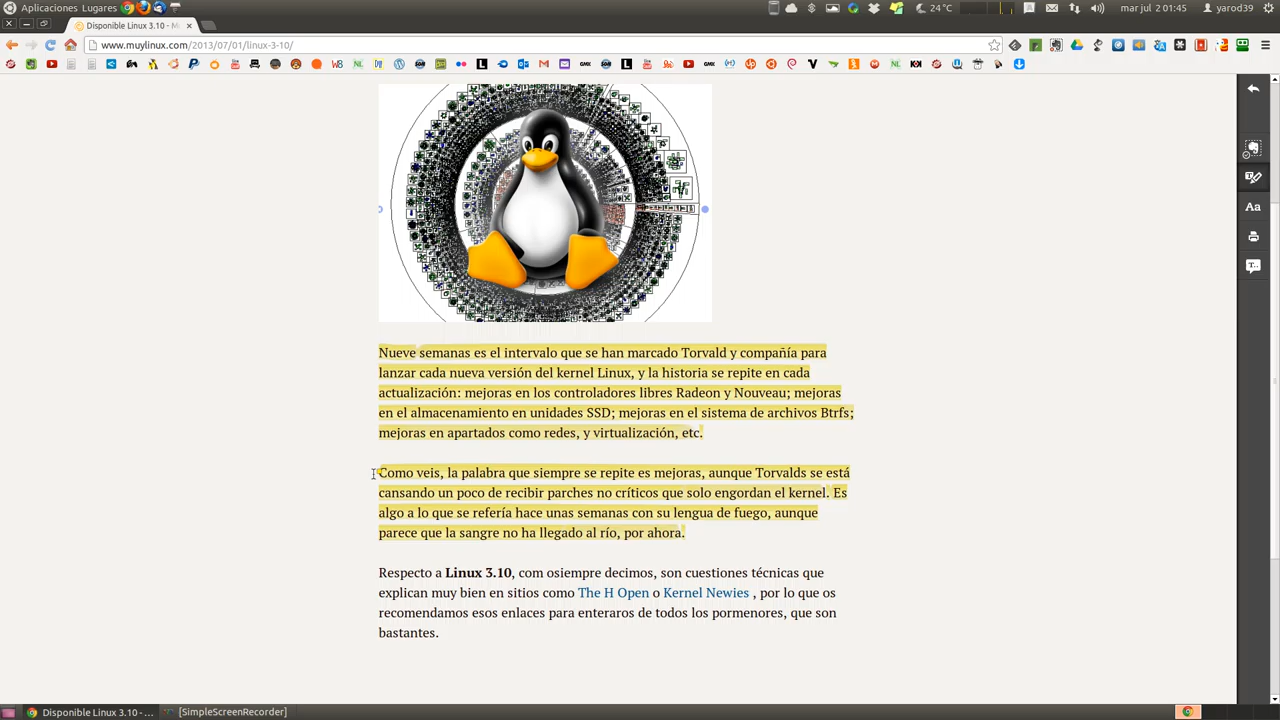 Aplicaciones Lugares
24 °C
mar jul 2 01:45
yarod39
Disponible Linux 3.10 - M
www.muylinux.com/2013/07/01/linux-3-10/
Nueve semanas es el intervalo que se han marcado Torvald y compañía para
lanzar cada nueva versión del kernel Linux, y la historia se repite en cada
actualización: mejoras en los controladores libres Radeon y Nouveau; mejoras
en el almacenamiento en unidades SSD; mejoras en el sistema de archivos Btrfs;
mejoras en apartados como redes, y virtualización, etc.
Como veis, la palabra que siempre se repite es mejoras, aunque Torvalds se está
cansando un poco de recibir parches no críticos que solo engordan el kernel. Es
algo a lo que se refería hace unas semanas con su lengua de fuego, aunque
parece que la sangre no ha llegado al río, por ahora.
Respecto a Linux 3.10, com osiempre decimos, son cuestiones técnicas que
explican muy bien en sitios como The H Open o Kernel Newies , por lo que os
recomendamos esos enlaces para enteraros de todos los pormenores, que son
bastantes.
Aa
Disponible Linux 3.10 - ...
[SimpleScreenRecorder]